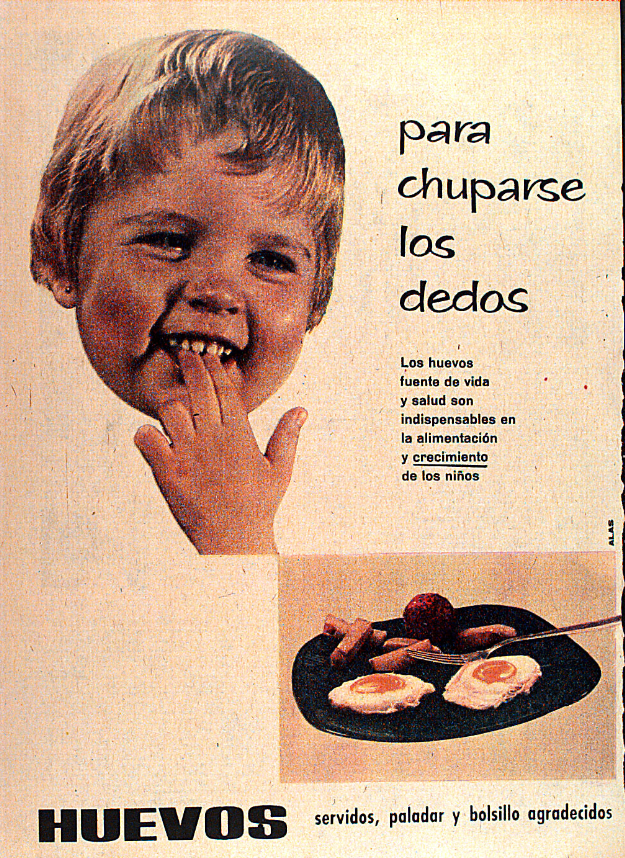 para
chuparse
los
dedos
Los huevos
fuente de vida
y salud son
indispensables en
la alimentación
y crecimiento
de los niños
ALAS
HUEVOS servidos, paladar y bolsillo agradecidos